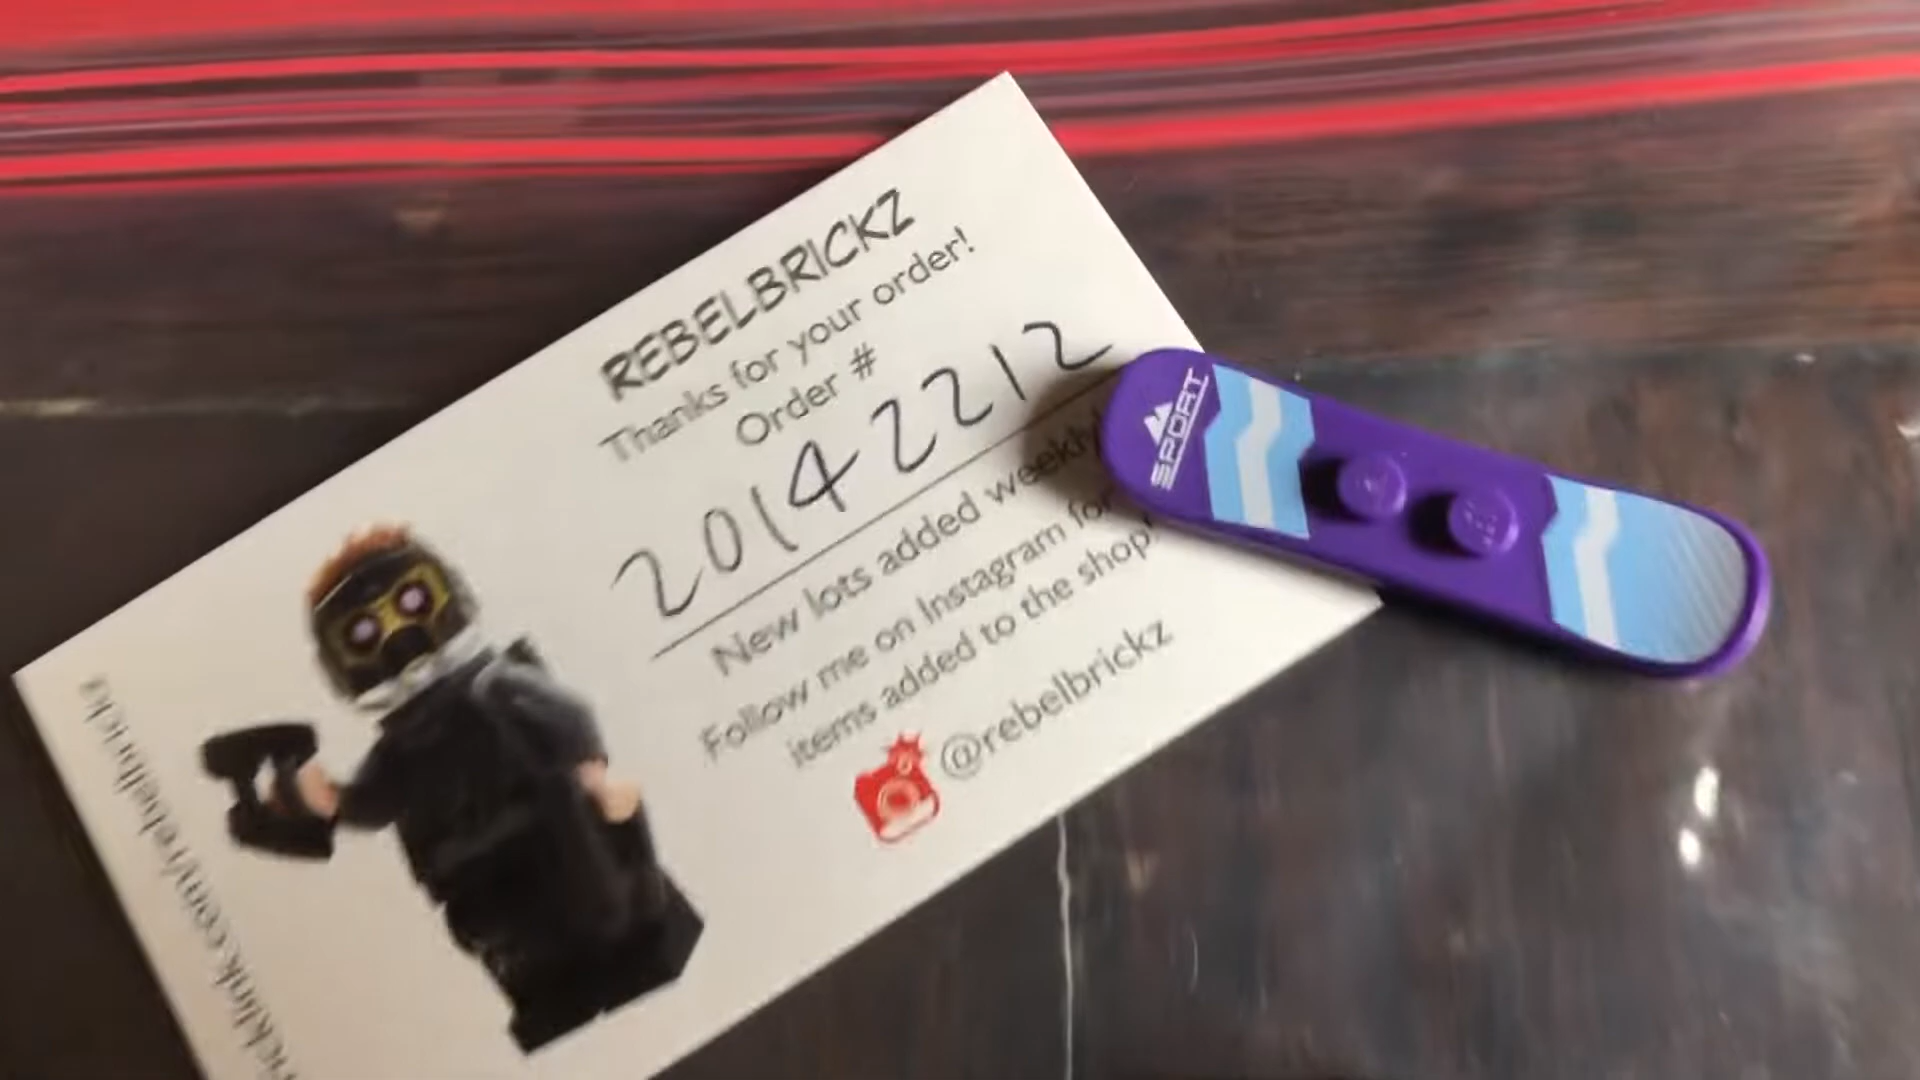 REBELBRICKZ
Thanks for your order!
Order #
20142212
New lots added weekly!
Follow me on Instagram for
items added to the shop!
@rebelbrickz
SPORT